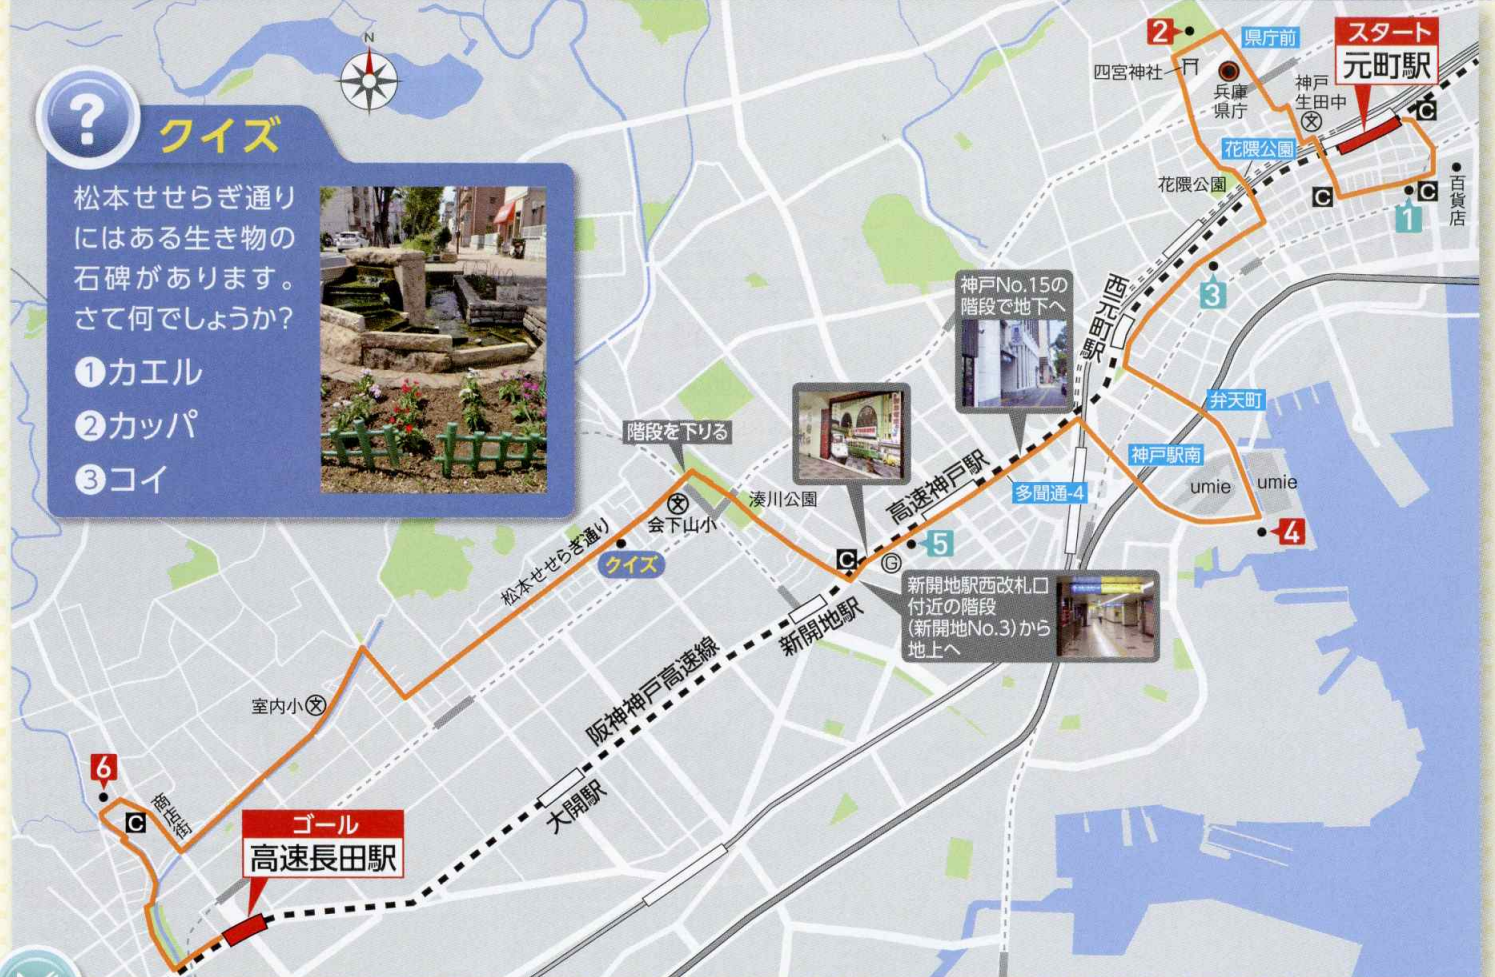 N
?
クイズ
松本せせらぎ通り
にはある生き物の
石碑があります。
さて何でしょうか?
❶カエル
❷カッパ
❸コイ
2
県庁前
スタート
元町駅
四宮神社
兵庫
県庁
神戸
生田中
文
C
花隈公園
花隈公園
C
C
1
百貨店
3
神戸No.15の
階段で地下へ
西元町駅
弁天町
階段を下りる
神戸駅南
umie
umie
高速神戸駅
多聞通-4
4
湊川公園
文
会下山小
松本せせらぎ通り
クイズ
C
G
5
新開地駅西改札口
付近の階段
(新開地No.3)から
地上へ
新開地駅
阪神神戸高速線
室内小文
大開駅
6
商店街
C
ゴール
高速長田駅